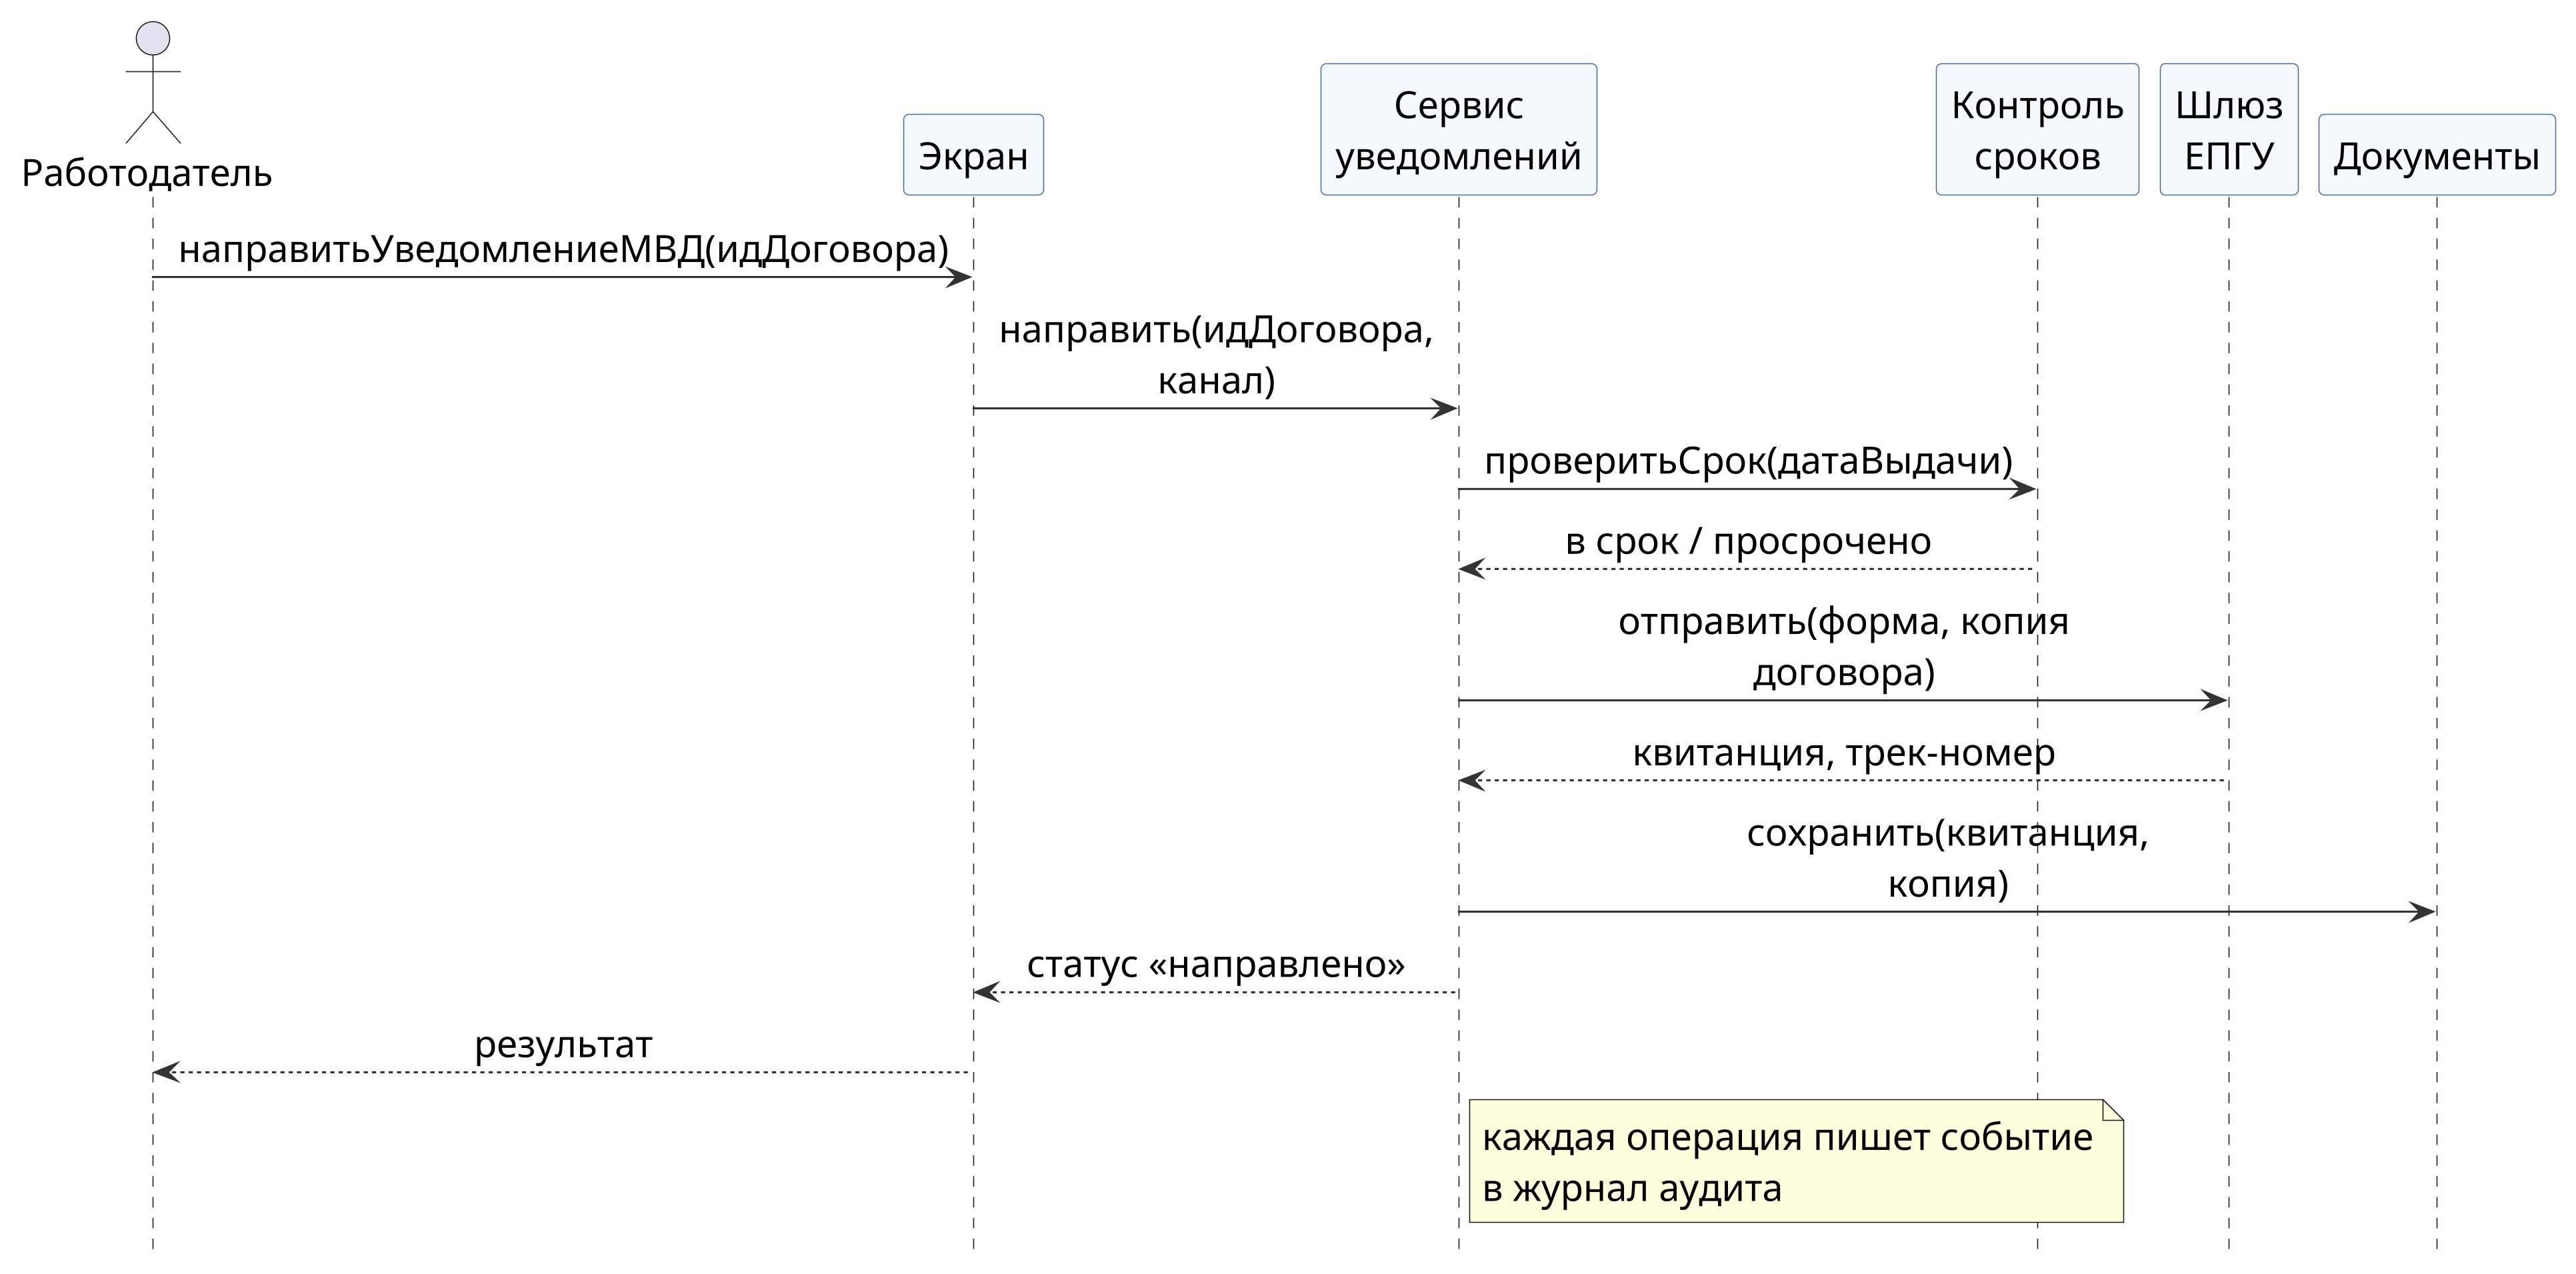 Работодатель
Экран
Сервис
уведомлений
Контроль
сроков
Шлюз
ЕПГУ
Документы
направитьУведомлениеМВД(идДоговора)
направить(идДоговора,
канал)
проверитьСрок(датаВыдачи)
в срок / просрочено
отправить(форма, копия
договора)
квитанция, трек-номер
сохранить(квитанция,
копия)
статус «направлено»
результат
каждая операция пишет событие
в журнал аудита